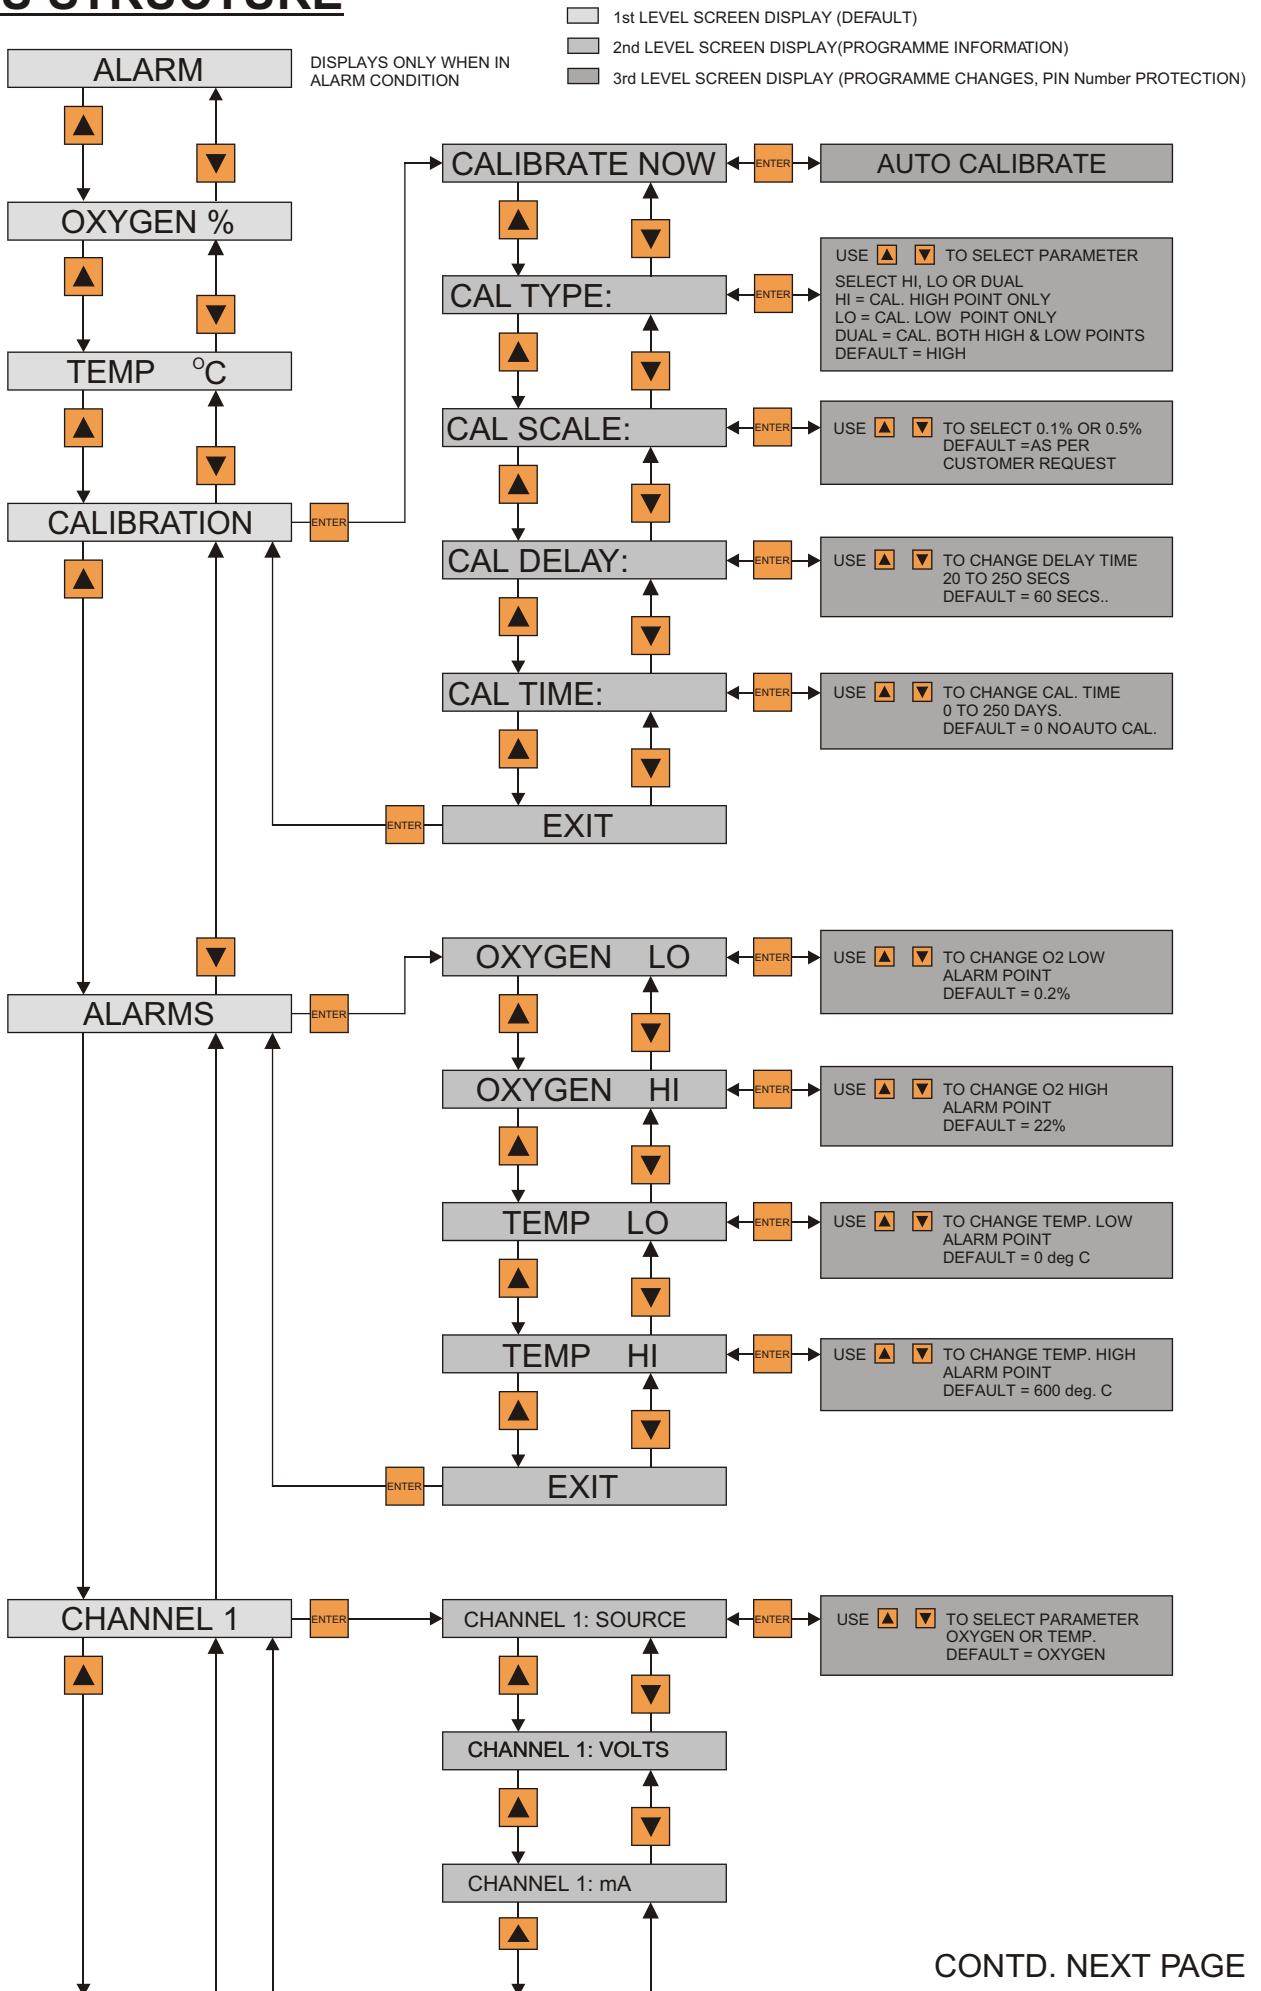 STRUCTURE
1st LEVEL SCREEN DISPLAY (DEFAULT)
2nd LEVEL SCREEN DISPLAY(PROGRAMME INFORMATION)
3rd LEVEL SCREEN DISPLAY (PROGRAMME CHANGES, PIN Number PROTECTION)
ALARM
DISPLAYS ONLY WHEN IN
ALARM CONDITION
OXYGEN %
TEMP °C
CALIBRATION
ENTER
CALIBRATE NOW
ENTER
AUTO CALIBRATE
CAL TYPE:
ENTER
USE TO SELECT PARAMETER
SELECT HI, LO OR DUAL
HI = CAL. HIGH POINT ONLY
LO = CAL. LOW POINT ONLY
DUAL = CAL. BOTH HIGH & LOW POINTS
DEFAULT = HIGH
CAL SCALE:
ENTER
USE TO SELECT 0.1% OR 0.5%
DEFAULT =AS PER
CUSTOMER REQUEST
CAL DELAY:
ENTER
USE TO CHANGE DELAY TIME
20 TO 25O SECS
DEFAULT = 60 SECS..
CAL TIME:
ENTER
USE TO CHANGE CAL. TIME
0 TO 250 DAYS.
DEFAULT = 0 NO AUTO CAL.
ENTER
EXIT
ALARMS
ENTER
OXYGEN LO
ENTER
USE TO CHANGE O2 LOW
ALARM POINT
DEFAULT = 0.2%
OXYGEN HI
ENTER
USE TO CHANGE O2 HIGH
ALARM POINT
DEFAULT = 22%
TEMP LO
ENTER
USE TO CHANGE TEMP. LOW
ALARM POINT
DEFAULT = 0 deg C
TEMP HI
ENTER
USE TO CHANGE TEMP. HIGH
ALARM POINT
DEFAULT = 600 deg. C
ENTER
EXIT
CHANNEL 1
ENTER
CHANNEL 1: SOURCE
ENTER
USE TO SELECT PARAMETER
OXYGEN OR TEMP.
DEFAULT = OXYGEN
CHANNEL 1: VOLTS
CHANNEL 1: mA
CONTD. NEXT PAGE